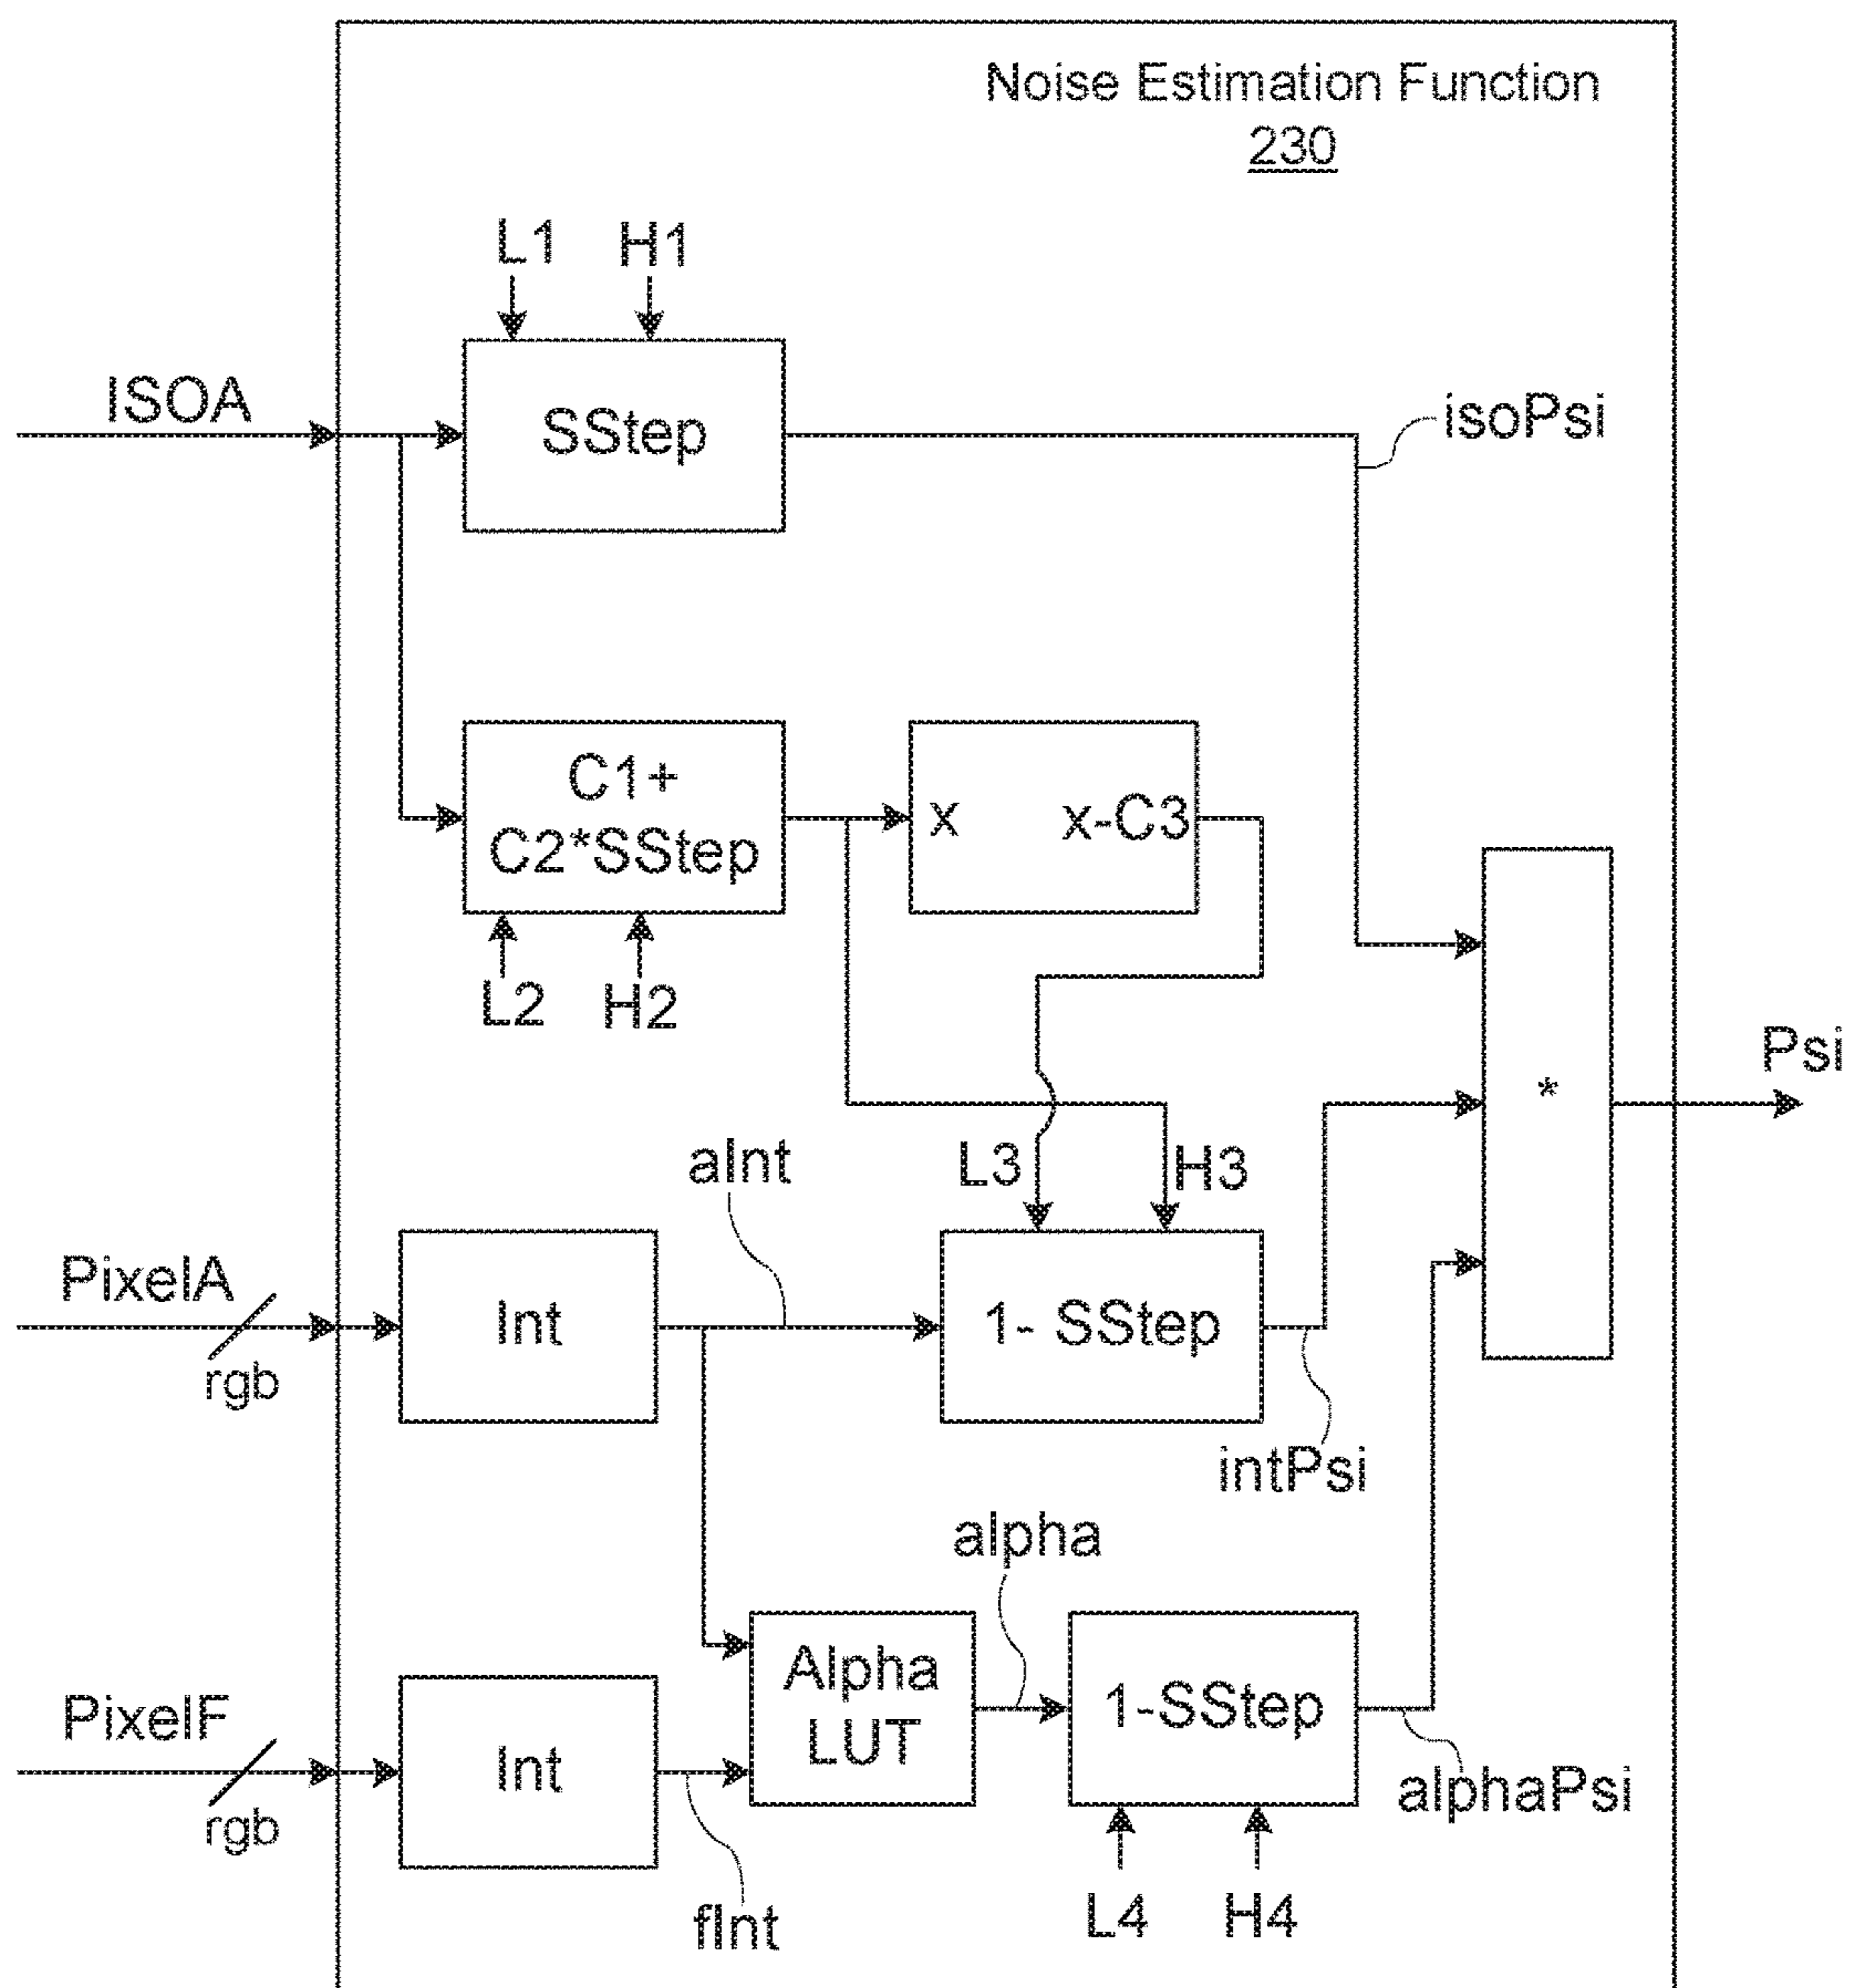 Noise Estimation Function
230
L1
H1
ISOA
SStep
isoPsi
C1+
C2*SStep
x
x-C3
L2
H2
Psi
*
aInt
L3
H3
PixelA
rgb
Int
1- SStep
intPsi
alpha
PixelF
rgb
Int
Alpha
LUT
1-SStep
alphaPsi
fInt
L4
H4